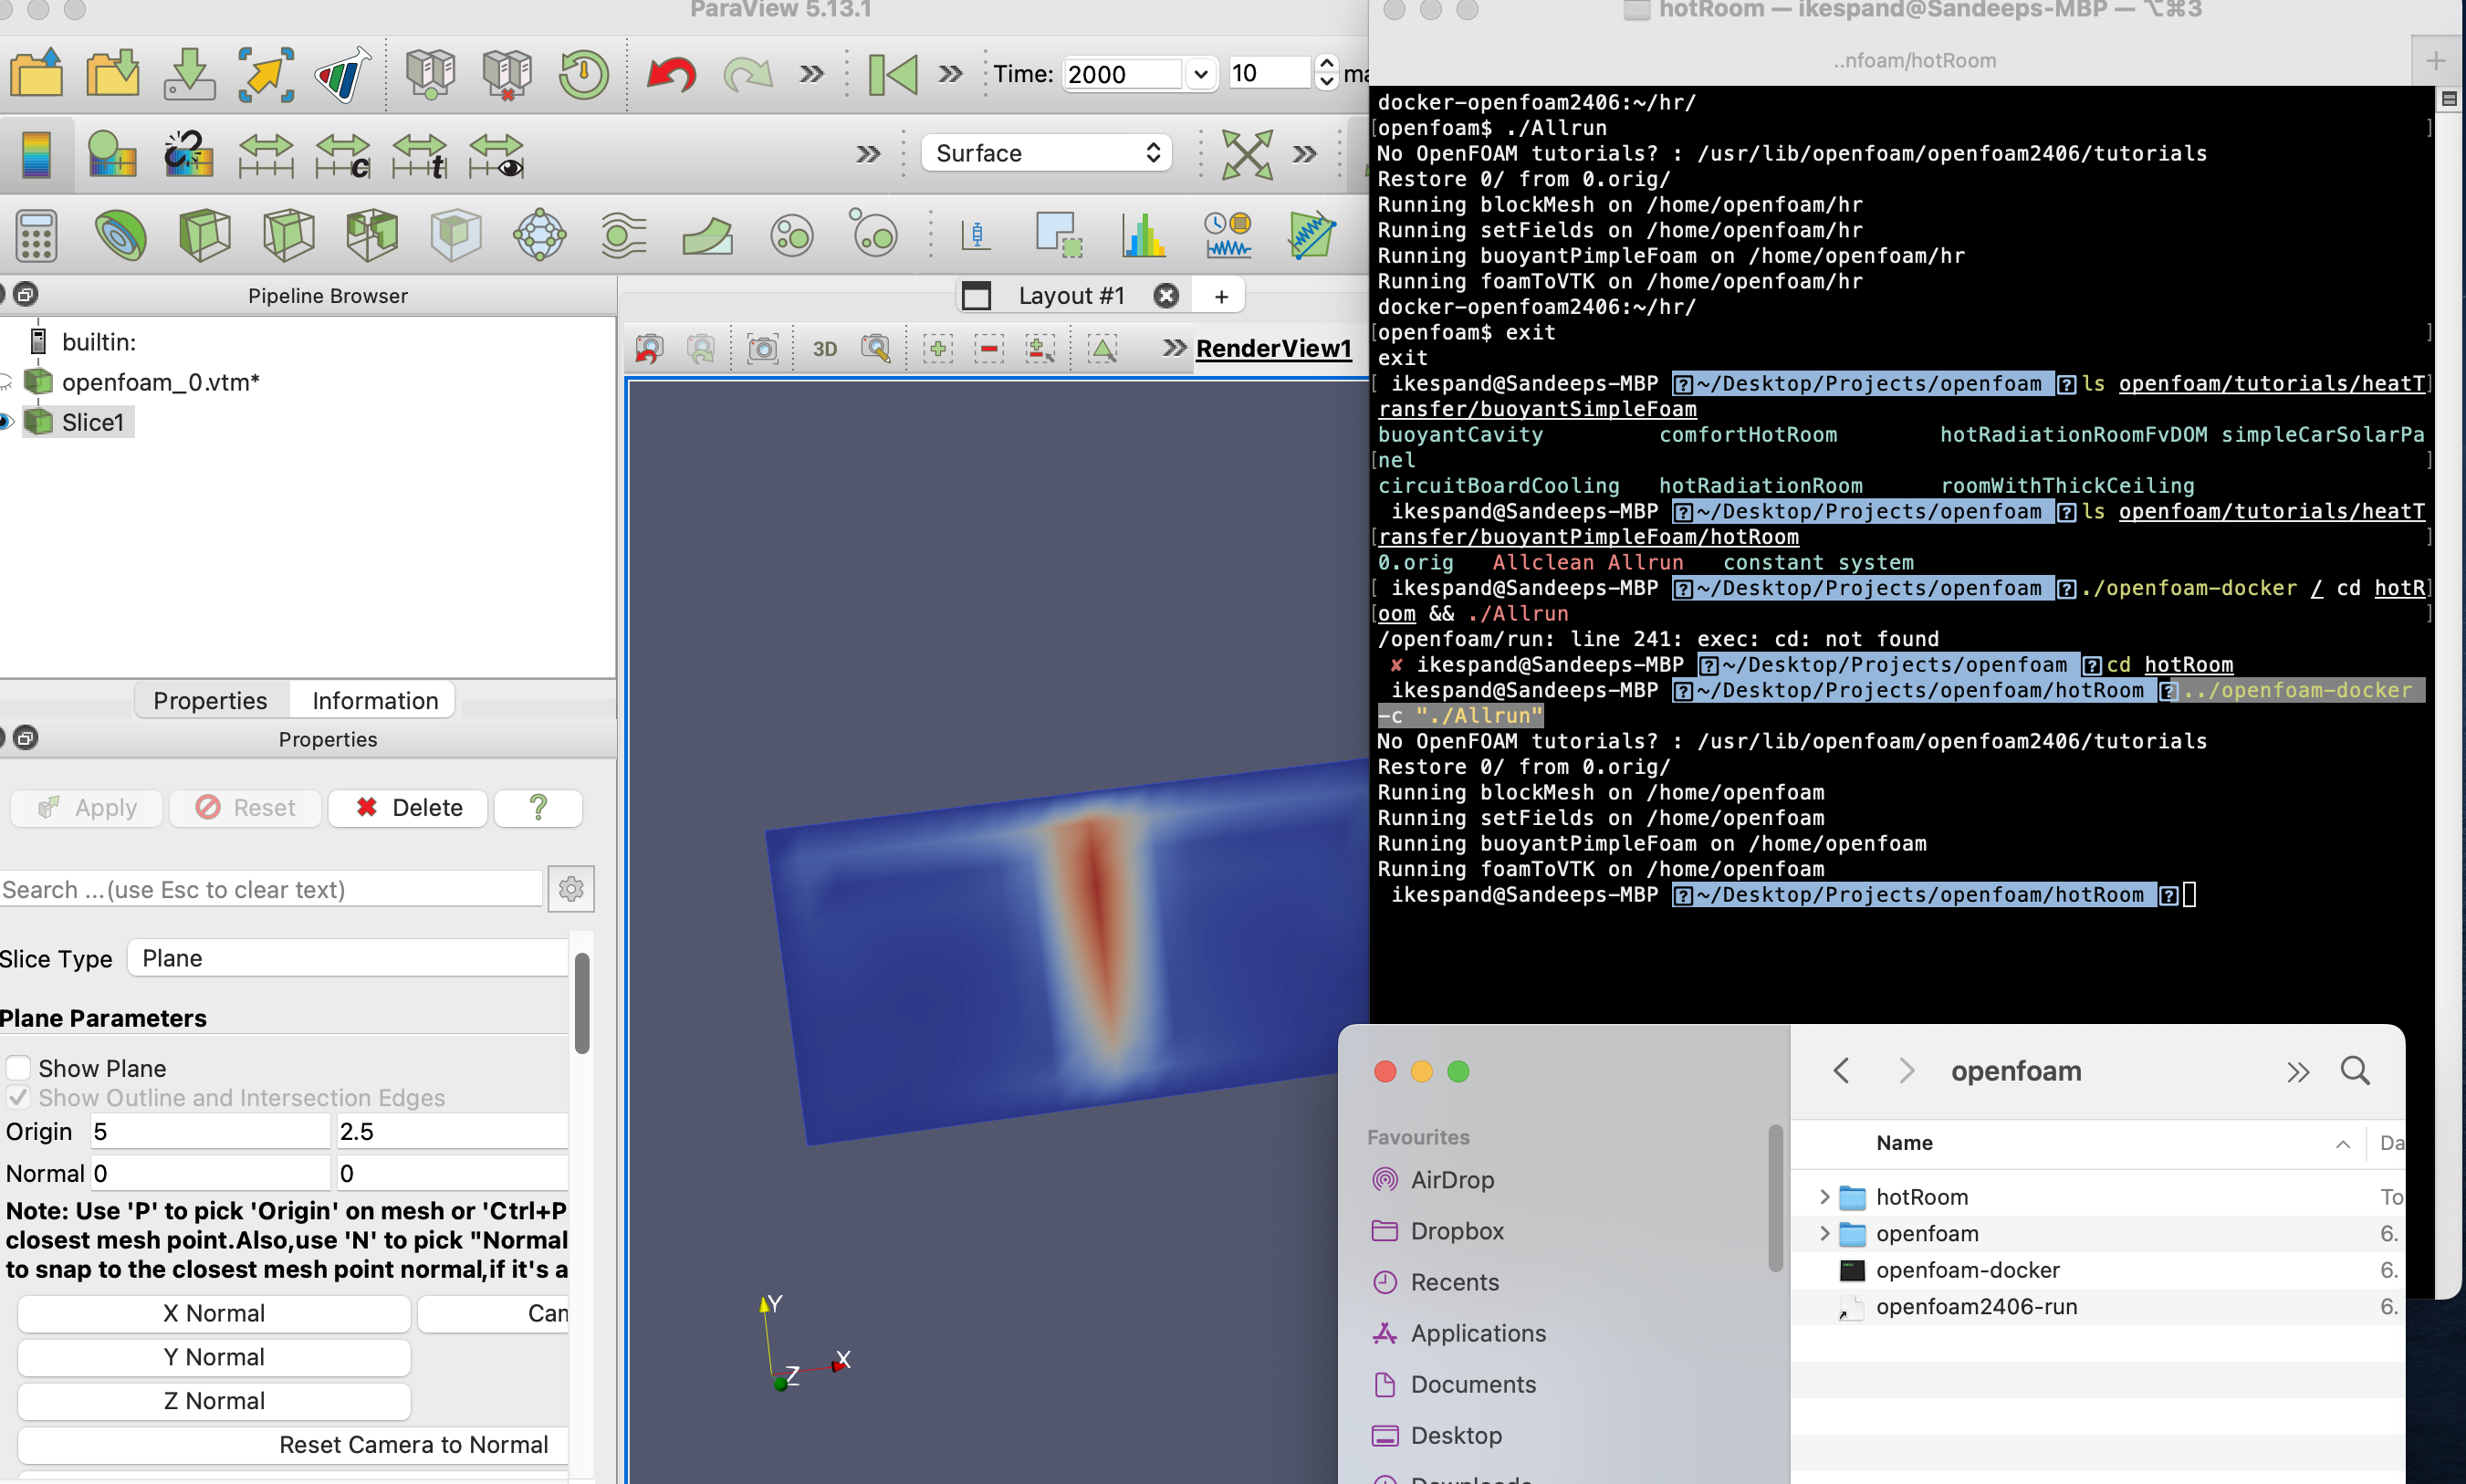 ParaView 5.13.1
Time: 2000
10
ma
c
t
Surface
Pipeline Browser
Layout #1
+
builtin:
openfoam_0.vtm*
Slice1
3D
RenderView1
Properties
Information
Properties
Apply
Reset
Delete
?
Search ...(use Esc to clear text)
Slice Type
Plane
Plane Parameters
Show Plane
Show Outline and Intersection Edges
Origin 5 2.5
Normal 0 0
Note: Use 'P' to pick 'Origin' on mesh or 'Ctrl+P
closest mesh point.Also,use 'N' to pick "Normal
to snap to the closest mesh point normal,if it's a
X Normal
Cam
Y Normal
Z Normal
Reset Camera to Normal
Y
Z
X
hotRoom — ikespand@Sandeeps-MBP — ⌥⌘3
..nfoam/hotRoom
docker-openfoam2406:~/hr/
[openfoam$ ./Allrun ]
No OpenFOAM tutorials? : /usr/lib/openfoam/openfoam2406/tutorials
Restore 0/ from 0.orig/
Running blockMesh on /home/openfoam/hr
Running setFields on /home/openfoam/hr
Running buoyantPimpleFoam on /home/openfoam/hr
Running foamToVTK on /home/openfoam/hr
docker-openfoam2406:~/hr/
[openfoam$ exit ]
exit
[ ikespand@Sandeeps-MBP ?~/Desktop/Projects/openfoam ?ls openfoam/tutorials/heatT]
ransfer/buoyantSimpleFoam
buoyantCavity comfortHotRoom hotRadiationRoomFvDOM simpleCarSolarPa
[nel ]
circuitBoardCooling hotRadiationRoom roomWithThickCeiling
ikespand@Sandeeps-MBP ?~/Desktop/Projects/openfoam ?ls openfoam/tutorials/heatT
[ransfer/buoyantPimpleFoam/hotRoom ]
0.orig Allclean Allrun constant system
[ ikespand@Sandeeps-MBP ?~/Desktop/Projects/openfoam ?./openfoam-docker / cd hotR]
[oom && ./Allrun ]
/openfoam/run: line 241: exec: cd: not found
✘ ikespand@Sandeeps-MBP ?~/Desktop/Projects/openfoam ?cd hotRoom
ikespand@Sandeeps-MBP ?~/Desktop/Projects/openfoam/hotRoom ?../openfoam-docker
-c "./Allrun"
No OpenFOAM tutorials? : /usr/lib/openfoam/openfoam2406/tutorials
Restore 0/ from 0.orig/
Running blockMesh on /home/openfoam
Running setFields on /home/openfoam
Running buoyantPimpleFoam on /home/openfoam
Running foamToVTK on /home/openfoam
ikespand@Sandeeps-MBP ?~/Desktop/Projects/openfoam/hotRoom ?
openfoam
Favourites
AirDrop
Dropbox
Recents
Applications
Documents
Desktop
Downloads
Name
Da
hotRoom To
openfoam 6.
openfoam-docker 6.
openfoam2406-run 6.